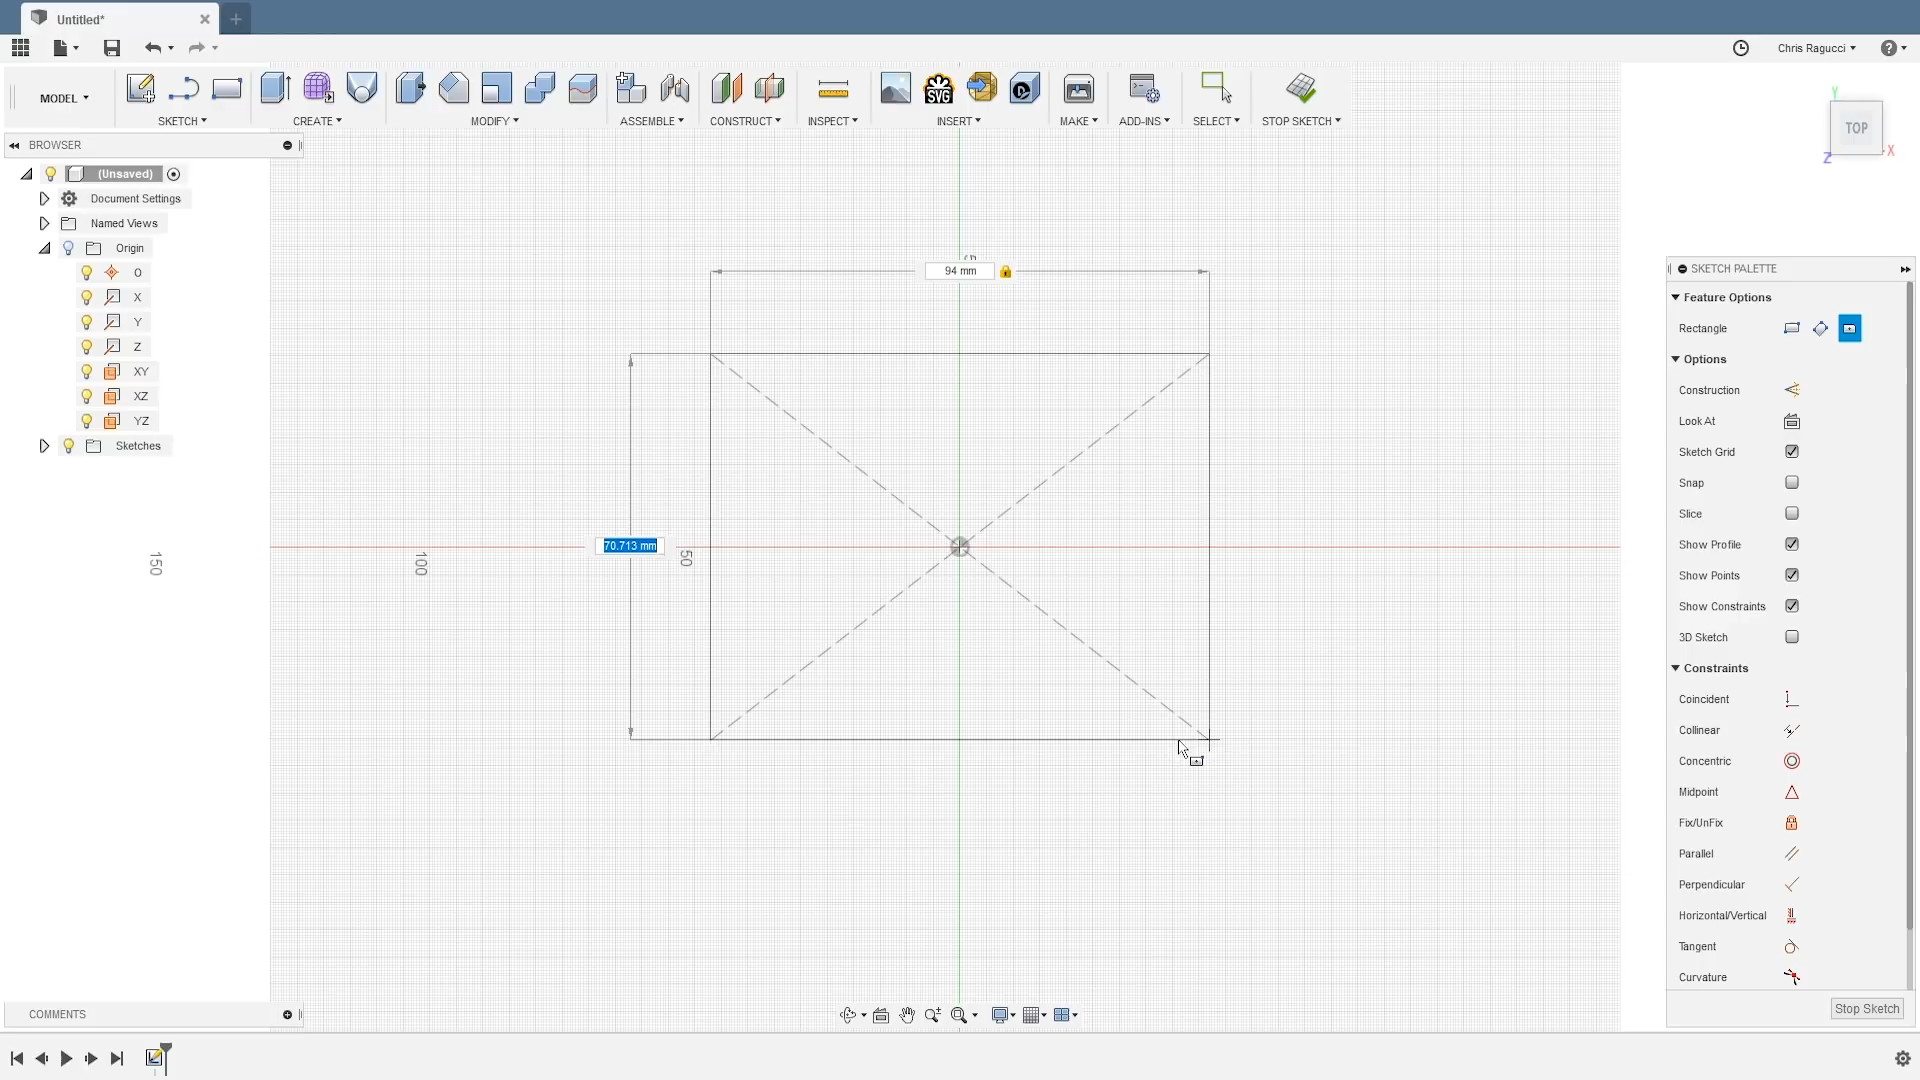 Untitled*
Chris Ragucci
MODEL
SVG
SKETCH
CREATE
MODIFY
ASSEMBLE
CONSTRUCT
INSPECT
INSERT
MAKE
ADD-INS
SELECT
STOP SKETCH
BROWSER
(Unsaved)
Document Settings
Named Views
Origin
O
X
Y
Z
XY
XZ
YZ
Sketches
Y
TOP
X
Z
94 mm
70.713 mm
50
100
150
SKETCH PALETTE
Feature Options
Rectangle
Options
Construction
Look At
Sketch Grid
Snap
Slice
Show Profile
Show Points
Show Constraints
3D Sketch
Constraints
Coincident
Collinear
Concentric
Midpoint
Fix/UnFix
Parallel
Perpendicular
Horizontal/Vertical
Tangent
Curvature
Stop Sketch
COMMENTS